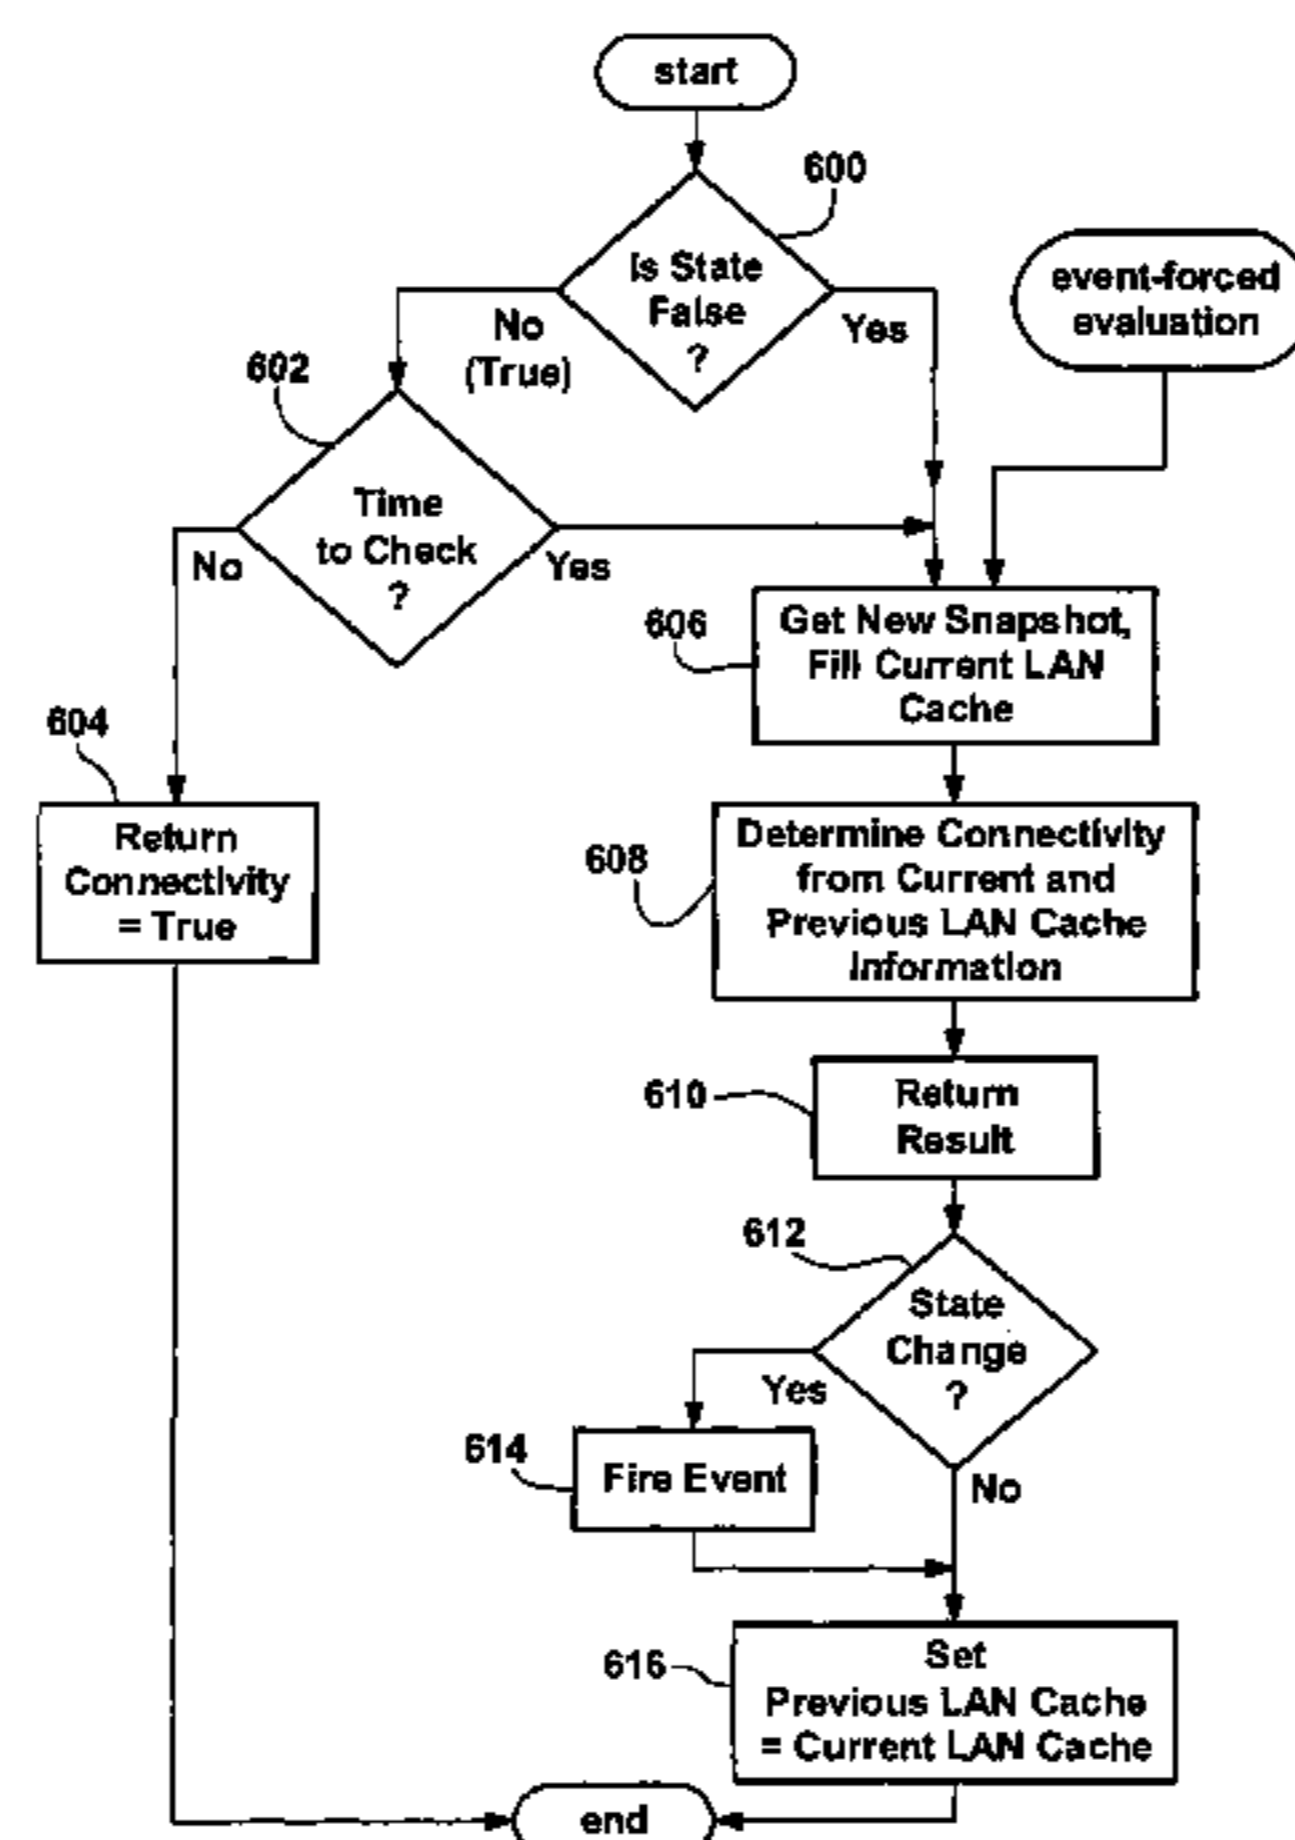 start
600
Is State
False
?
No
(True)
Yes
event-forced
evaluation
602
Time
to Check
?
No
Yes
606
Get New Snapshot,
Fill Current LAN
Cache
604
Return
Connectivity
= True
608
Determine Connectivity
from Current and
Previous LAN Cache
Information
610
Return
Result
612
State
Change
?
Yes
No
614
Fire Event
616
Set
Previous LAN Cache
= Current LAN Cache
end